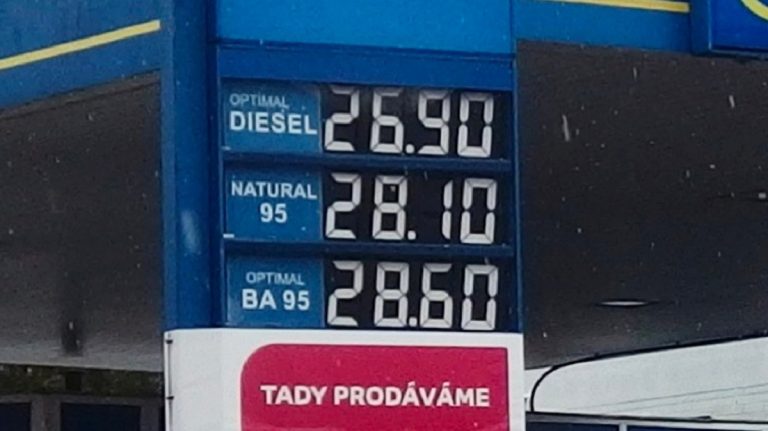 OPTIMAL
DIESEL 26.90
NATURAL
95 28.10
OPTIMAL
BA 95 28.60
TADY PRODÁVÁME